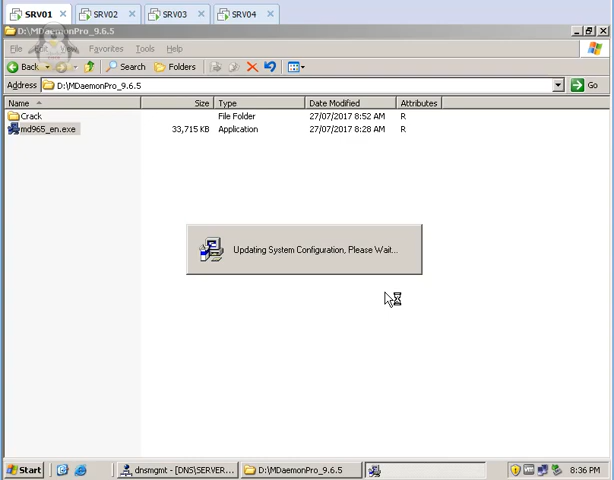 SRV01 SRV02 SRV03 SRV04
D:\MDaemonPro_9.6.5
File Edit View Favorites Tools Help
Back Search Folders
Address D:\MDaemonPro_9.6.5 Go
Name Size Type Date Modified Attributes
Crack File Folder 27/07/2017 8:52 AM R
md965_en.exe 33,715 KB Application 27/07/2017 8:28 AM R
Updating System Configuration, Please Wait...
Start dnsmgmt - [DNS\SERVER... D:\MDaemonPro_9.6.5 8:36 PM